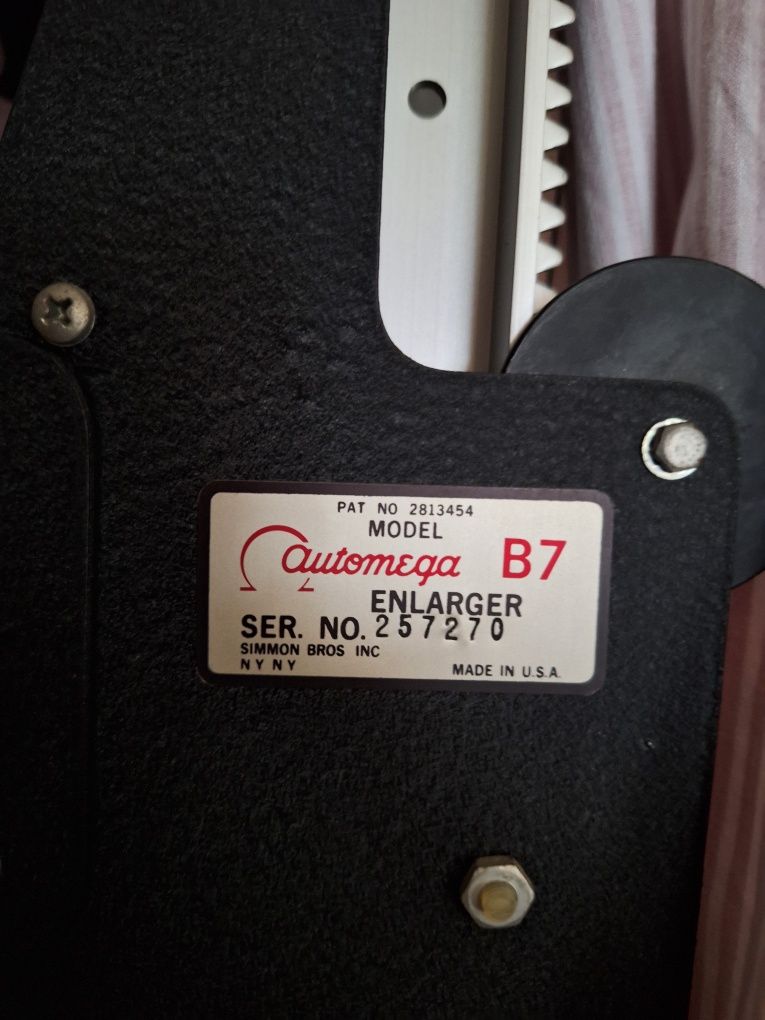 PAT NO 2813454
MODEL
automega B7
ENLARGER
SER. NO. 257270
SIMMON BROS INC
N Y N Y MADE IN U.S.A.